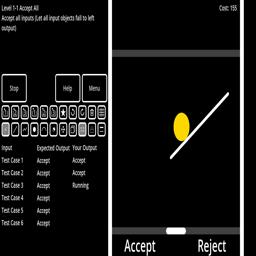 Level 1-1 Accept All
Cost: 155
Accept all inputs (Let all input objects fall to left
output)
Stop
Help
Menu
Input Expected Output Your Output
Test Case 1 Accept Accept
Test Case 2 Accept Accept
Test Case 3 Accept Running
Test Case 4 Accept
Test Case 5 Accept
Test Case 6 Accept
Accept Reject